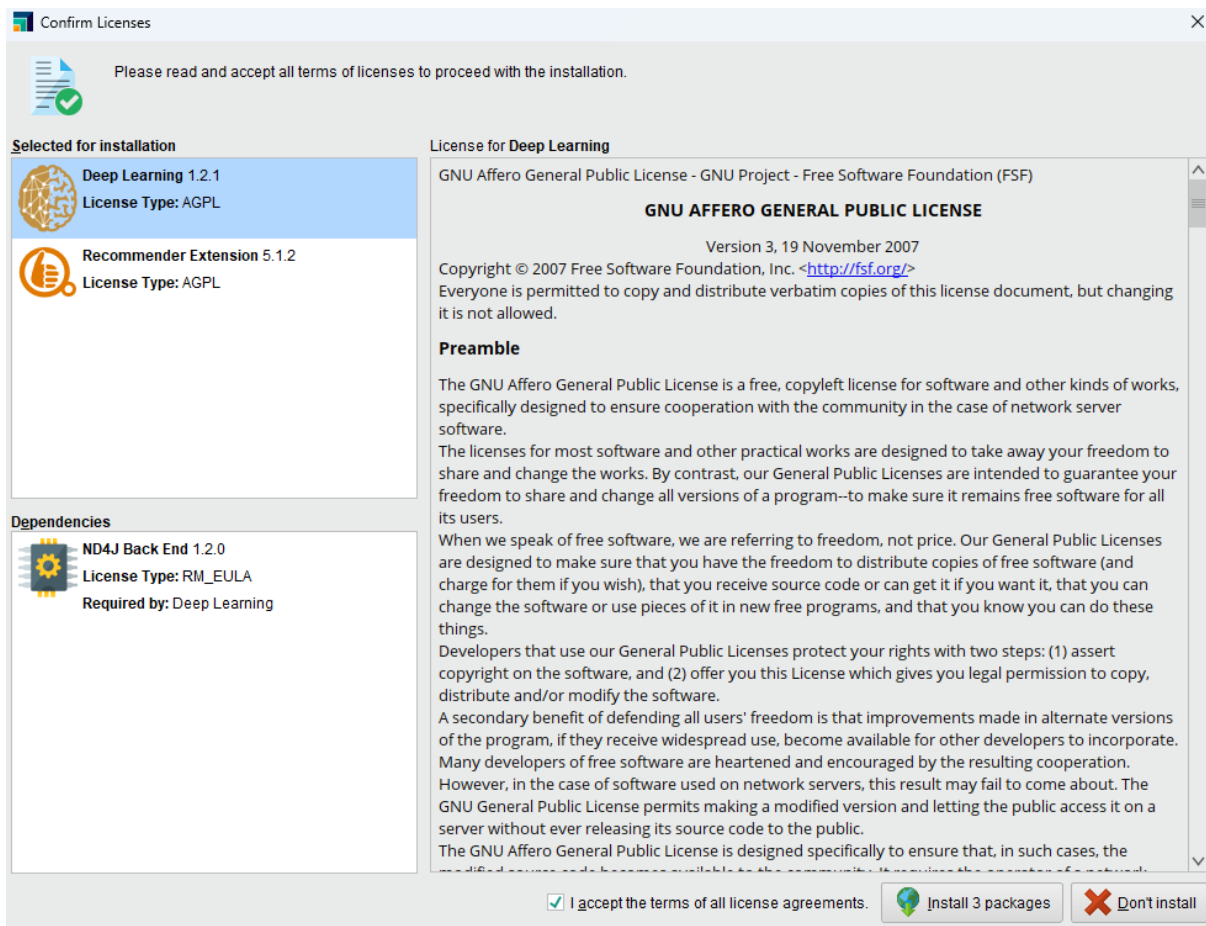 Confirm Licenses
Please read and accept all terms of licenses to proceed with the installation.
Selected for installation
Deep Learning 1.2.1
License Type: AGPL
Recommender Extension 5.1.2
License Type: AGPL
Dependencies
ND4J Back End 1.2.0
License Type: RM_EULA
Required by: Deep Learning
License for Deep Learning
GNU Affero General Public License - GNU Project - Free Software Foundation (FSF)
GNU AFFERO GENERAL PUBLIC LICENSE
Version 3, 19 November 2007
Copyright © 2007 Free Software Foundation, Inc. <http://fsf.org/>
Everyone is permitted to copy and distribute verbatim copies of this license document, but changing
it is not allowed.
Preamble
The GNU Affero General Public License is a free, copyleft license for software and other kinds of works,
specifically designed to ensure cooperation with the community in the case of network server
software.
The licenses for most software and other practical works are designed to take away your freedom to
share and change the works. By contrast, our General Public Licenses are intended to guarantee your
freedom to share and change all versions of a program--to make sure it remains free software for all
its users.
When we speak of free software, we are referring to freedom, not price. Our General Public Licenses
are designed to make sure that you have the freedom to distribute copies of free software (and
charge for them if you wish), that you receive source code or can get it if you want it, that you can
change the software or use pieces of it in new free programs, and that you know you can do these
things.
Developers that use our General Public Licenses protect your rights with two steps: (1) assert
copyright on the software, and (2) offer you this License which gives you legal permission to copy,
distribute and/or modify the software.
A secondary benefit of defending all users' freedom is that improvements made in alternate versions
of the program, if they receive widespread use, become available for other developers to incorporate.
Many developers of free software are heartened and encouraged by the resulting cooperation.
However, in the case of software used on network servers, this result may fail to come about. The
GNU General Public License permits making a modified version and letting the public access it on a
server without ever releasing its source code to the public.
The GNU Affero General Public License is designed specifically to ensure that, in such cases, the
I accept the terms of all license agreements.
Install 3 packages
Don't install